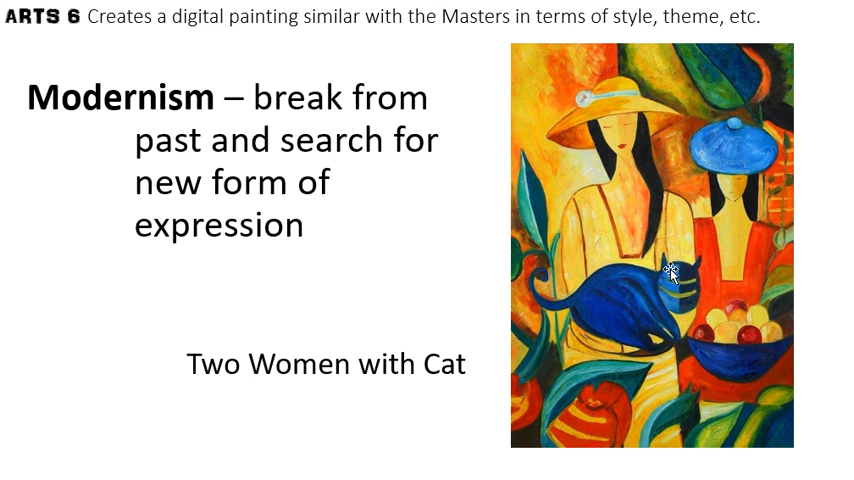 ARTS 6 Creates a digital painting similar with the Masters in terms of style, theme, etc.
Modernism – break from
past and search for
new form of
expression
Two Women with Cat